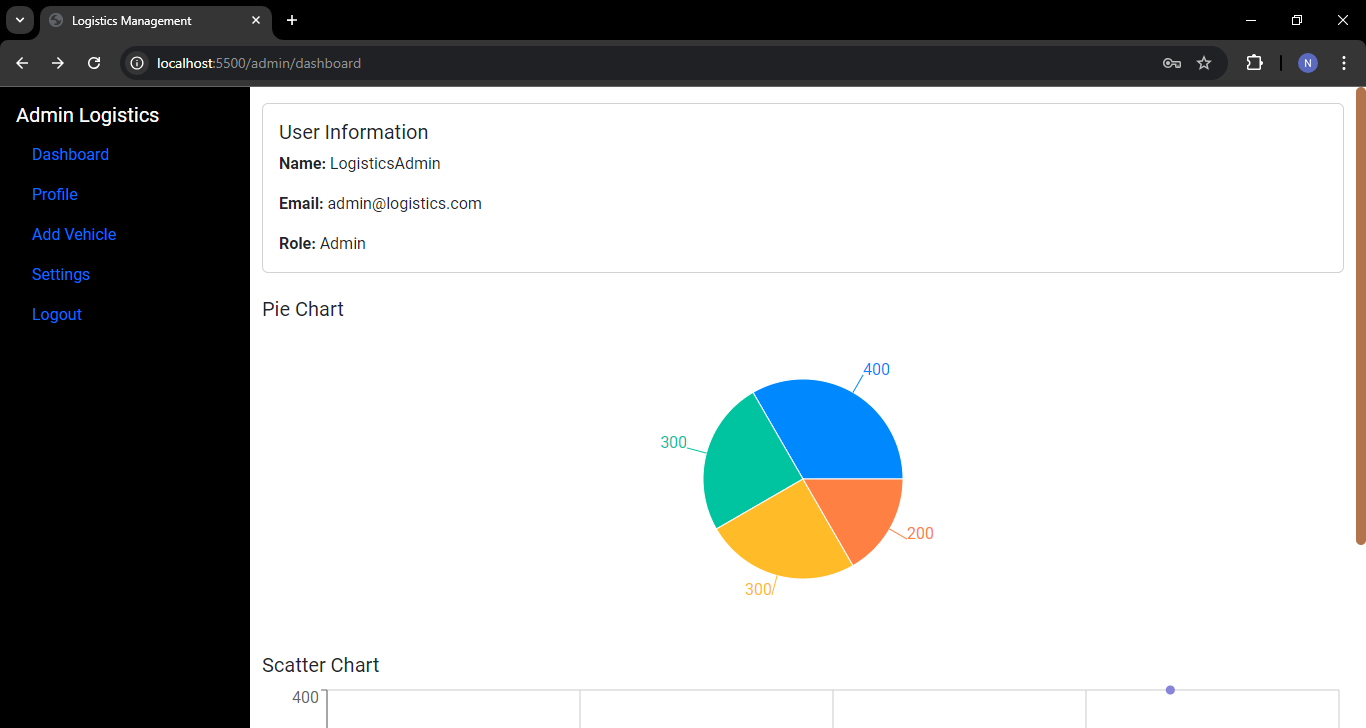 Logistics Management
localhost:5500/admin/dashboard
N
Admin Logistics
Dashboard
Profile
Add Vehicle
Settings
Logout
User Information
Name: LogisticsAdmin
Email: admin@logistics.com
Role: Admin
Pie Chart
400
300
200
300
Scatter Chart
400